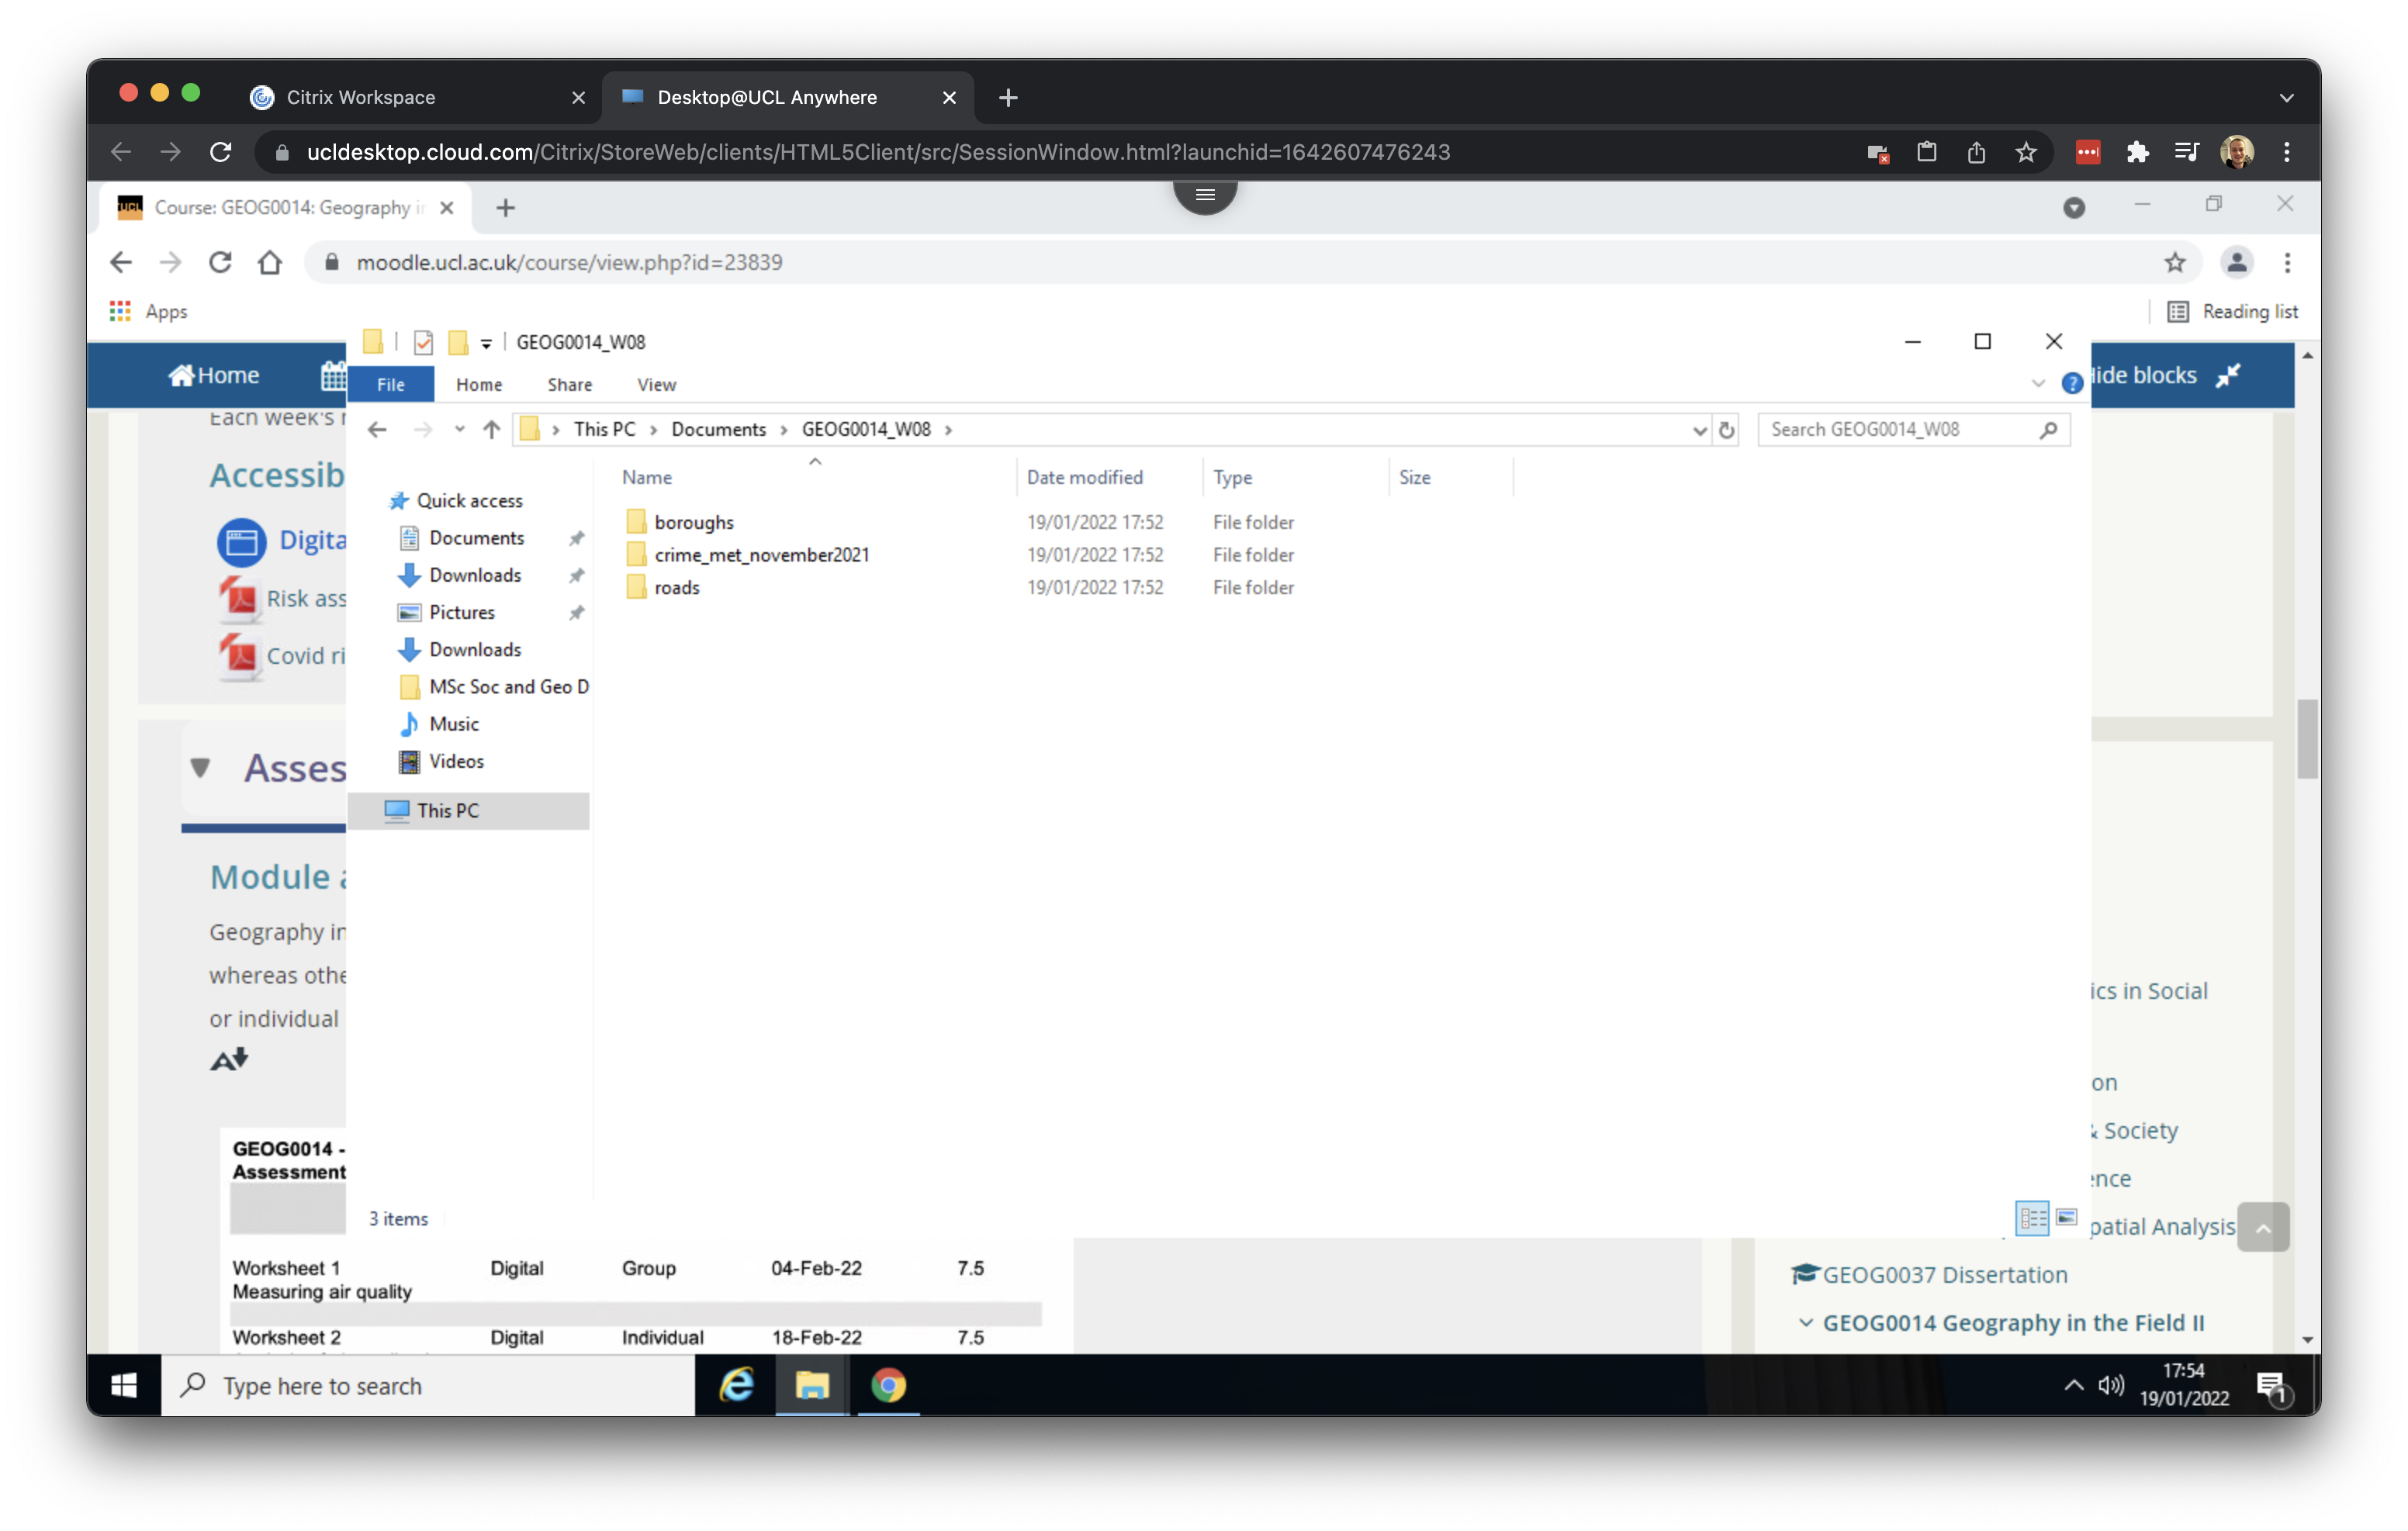 Citrix Workspace
Desktop@UCL Anywhere
ucldesktop.cloud.com/Citrix/StoreWeb/clients/HTML5Client/src/SessionWindow.html?launchid=1642607476243
UCL
Course: GEOG0014: Geography in
moodle.ucl.ac.uk/course/view.php?id=23839
Apps
Reading list
GEOG0014_W08
Home
File Home Share View
Hide blocks
Each week's
This PC > Documents > GEOG0014_W08 >
Search GEOG0014_W08
Accessib
Name Date modified Type Size
Quick access
boroughs 19/01/2022 17:52 File folder
crime_met_november2021 19/01/2022 17:52 File folder
roads 19/01/2022 17:52 File folder
Documents
Downloads
Pictures
Downloads
MSc Soc and Geo D
Music
Videos
This PC
Digita
Risk ass
Covid ri
Asses
Module a
Geography in
whereas othe
or individual
GEOG0014 -
Assessment
3 items
Worksheet 1 Digital Group 04-Feb-22 7.5
Measuring air quality
Worksheet 2 Digital Individual 18-Feb-22 7.5
ics in Social
on
& Society
ence
patial Analysis
GEOG0037 Dissertation
GEOG0014 Geography in the Field II
Type here to search
17:54
19/01/2022
1